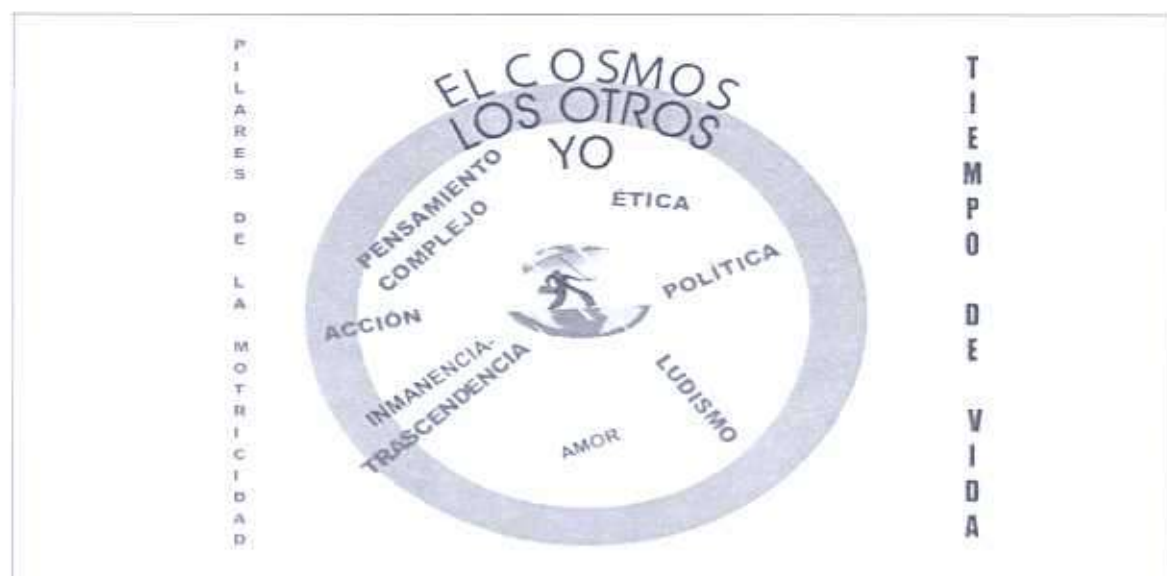 PILARES DE LA MOTRICIDAD
EL COSMOS
LOS OTROS
YO
PENSAMIENTO
COMPLEJO
ÉTICA
POLÍTICA
ACCIÓN
INMANENCIA-
TRASCENDENCIA
LUDISMO
AMOR
TIEMPO DE VIDA